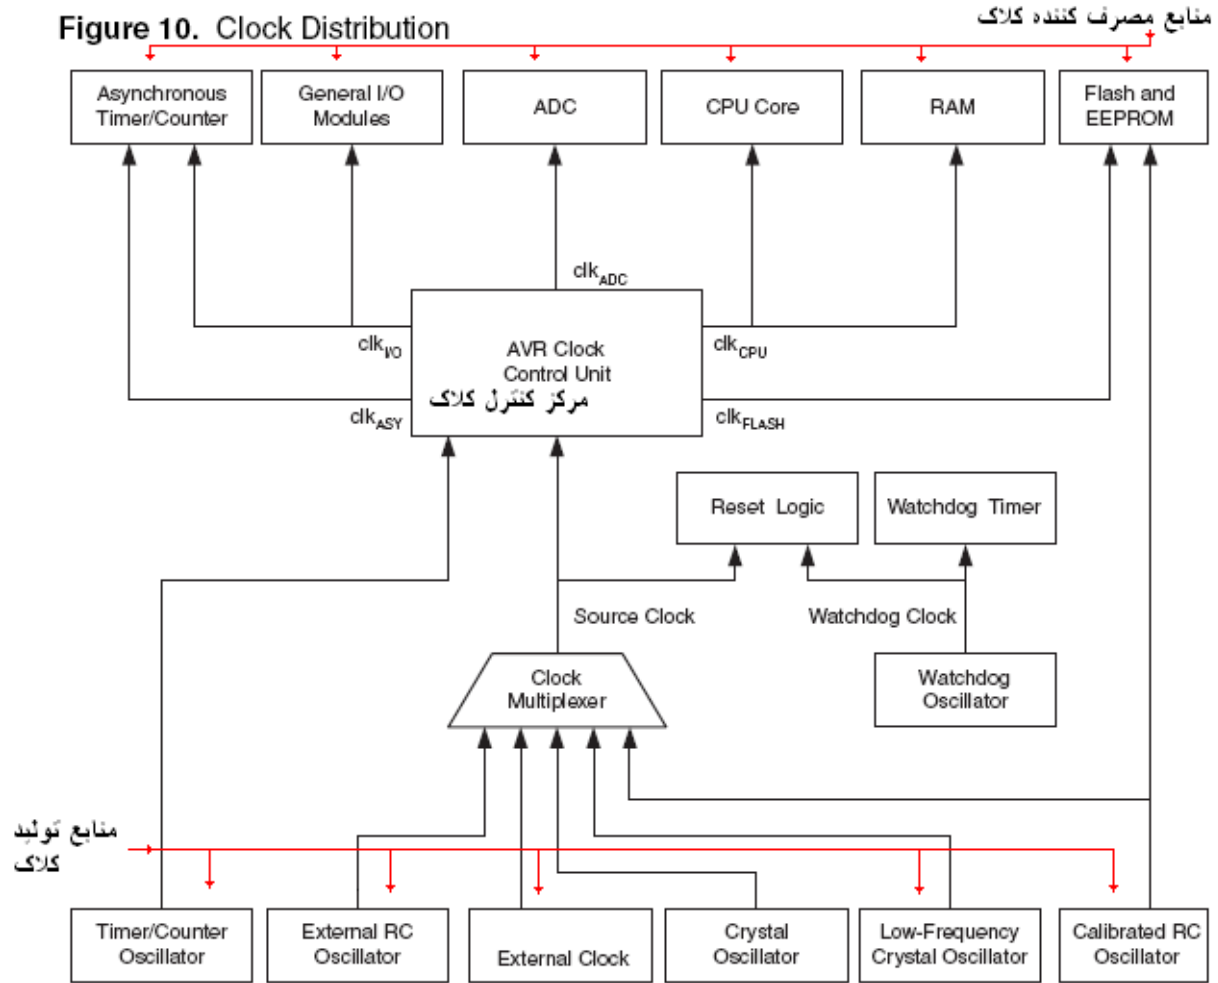 منابع مصرف کننده کلاک
Figure 10. Clock Distribution
Asynchronous
Timer/Counter
General I/O
Modules
ADC
CPU Core
RAM
Flash and
EEPROM
clkADC
clkI/O
AVR Clock
Control Unit
مرکز کنترل کلاک
clkCPU
clkASY
clkFLASH
Reset Logic
Watchdog Timer
Source Clock
Watchdog Clock
Clock
Multiplexer
Watchdog
Oscillator
منابع تولید
کلاک
Timer/Counter
Oscillator
External RC
Oscillator
External Clock
Crystal
Oscillator
Low-Frequency
Crystal Oscillator
Calibrated RC
Oscillator